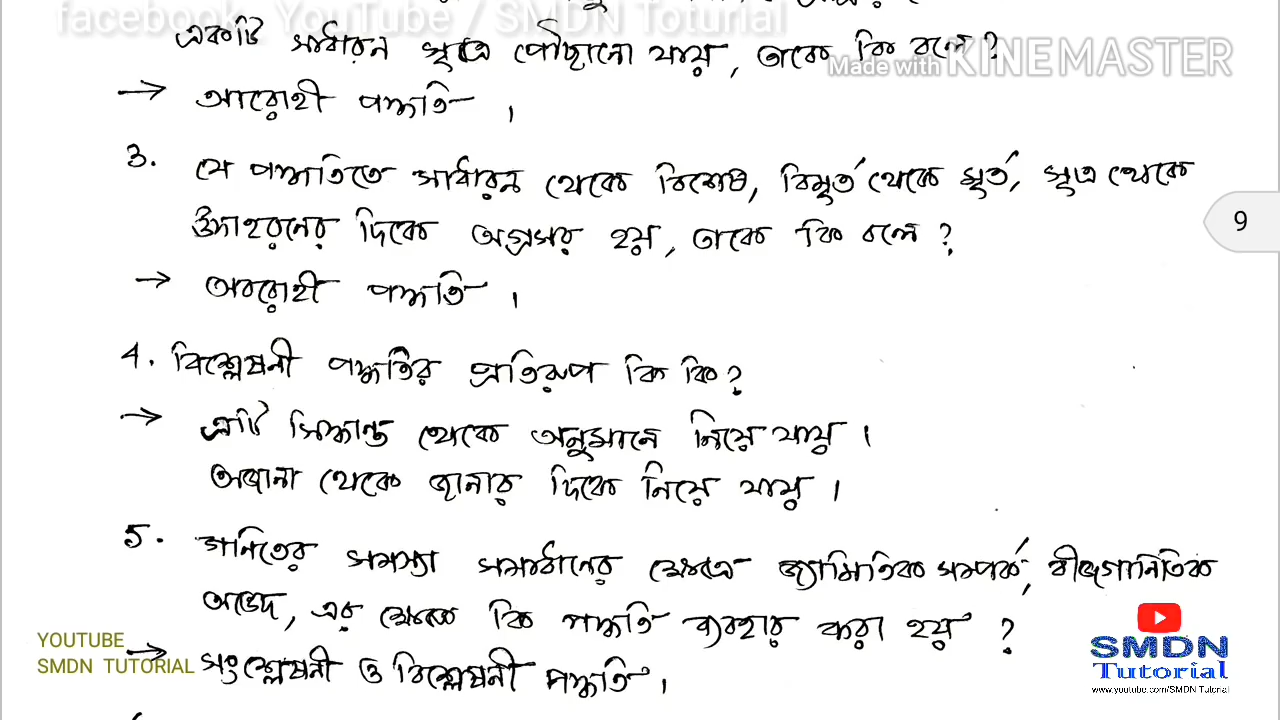 facebook, YouTube / SMDN Toturial
একটি সাধারন সূত্রে পৌছানো যায়, তাকে কি বলে?
Made with KINEMASTER
→ আরোহী পদ্ধতি ।
3. যে পদ্ধতিতে সাধারন থেকে বিশেষ, বিমূর্ত থেকে মূর্ত, সূত্র থেকে
উদাহরনের দিকে অগ্রসর হয়, তাকে কি বলে?
9
→ অবরোহী পদ্ধতি ।
4. বিশ্লেষনী পদ্ধতির প্রতিরূপ কি কি?
→ এটি সিদ্ধান্ত থেকে অনুমানে নিয়ে যায় ।
অজানা থেকে জানার দিকে নিয়ে যায় ।
5. গনিতের সমস্যা সমাধানের ক্ষেত্রে জ্যামিতিক সম্পর্ক, বীজগানিতিক
অভেদ, এর ক্ষেত্রে কি পদ্ধতি ব্যবহার করা হয় ?
→ সংশ্লেষনী ও বিশ্লেষনী পদ্ধতি ।
YOUTUBE
SMDN TUTORIAL
SMDN
Tutorial
www.youtube.com/SMDN Tutorial